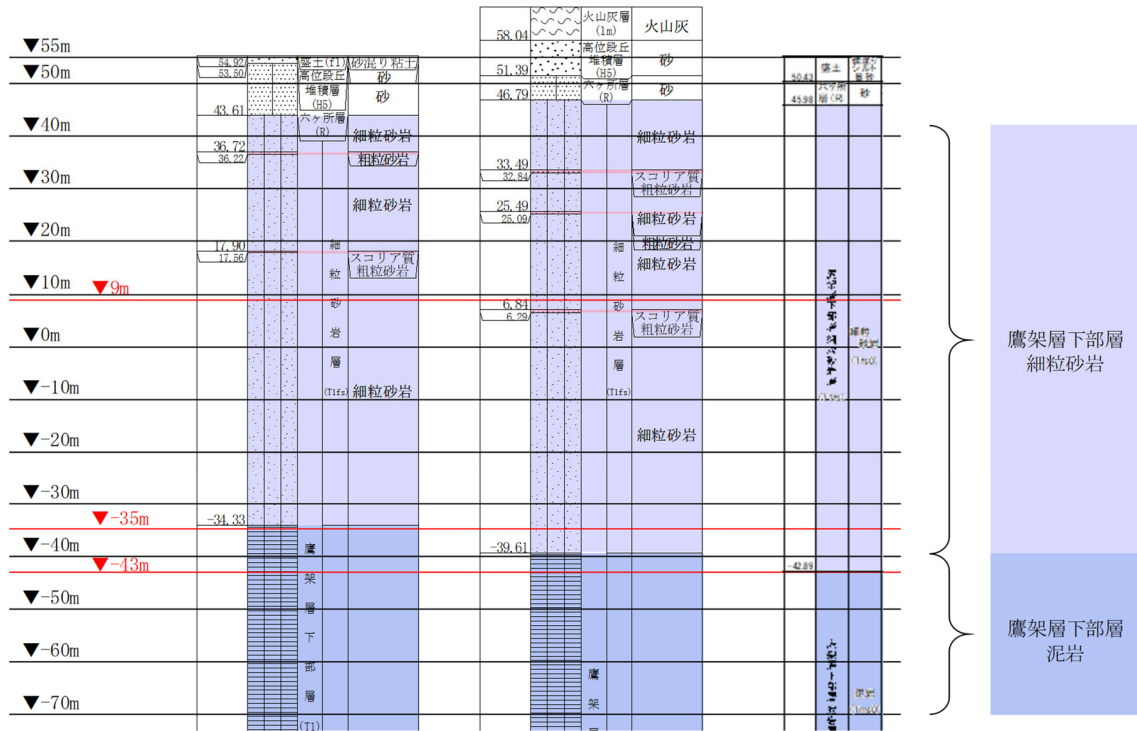 ▼55m
▼50m
▼40m
▼30m
▼20m
▼10m
▼9m
▼0m
▼-10m
▼-20m
▼-30m
▼-35m
▼-40m
▼-43m
▼-50m
▼-60m
▼-70m
54.92
53.50
43.61
36.72
36.22
17.90
17.56
-34.33
盛土(fl)
高位段丘
堆積層
(H5)
六ヶ所層
(R)
細粒砂岩層
(T1fs)
鷹架層下部層
(T1)
砂混り粘土
砂
砂
細粒砂岩
粗粒砂岩
細粒砂岩
スコリア質
粗粒砂岩
細粒砂岩
58.04
51.39
46.79
33.49
32.84
25.49
25.09
6.84
6.29
-39.61
火山灰層
(lm)
高位段丘
堆積層
(H5)
六ヶ所層
(R)
細粒砂岩層
(T1fs)
鷹架
火山灰
砂
砂
細粒砂岩
スコリア質
粗粒砂岩
細粒砂岩
粗粒砂岩
細粒砂岩
スコリア質
粗粒砂岩
細粒砂岩
50.43
45.98
-42.89
盛土
砂
鷹架層下部層
細粒砂岩
鷹架層下部層
泥岩